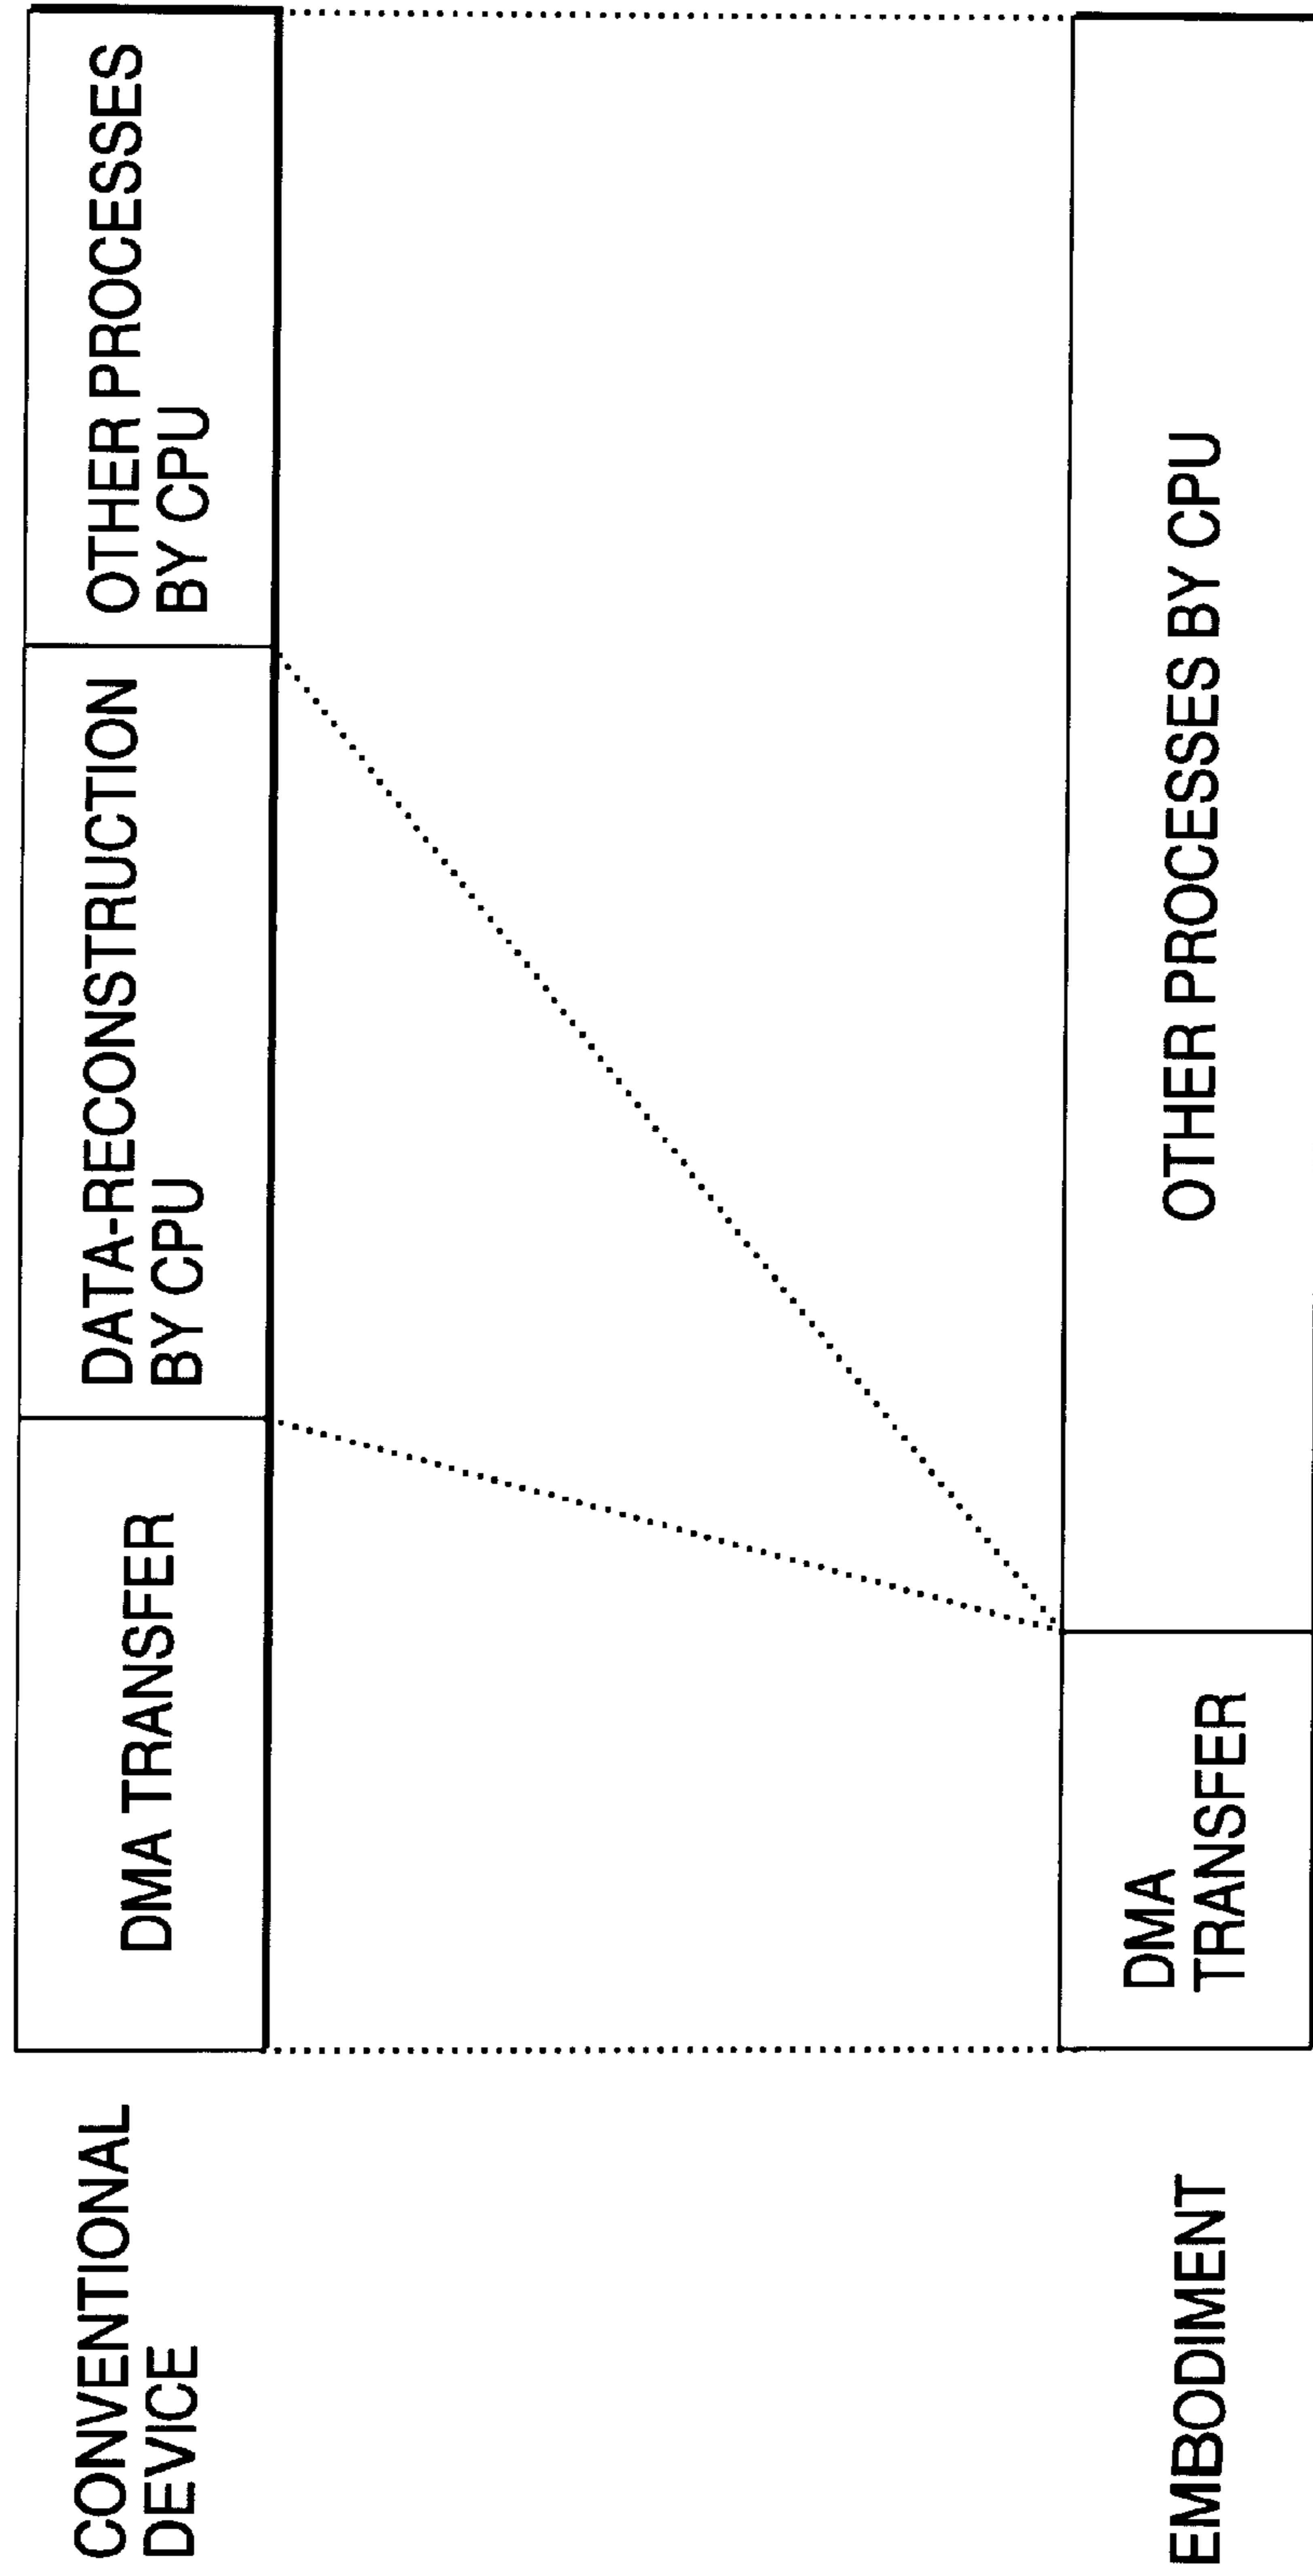 CONVENTIONAL
DEVICE
DMA TRANSFER
DATA-RECONSTRUCTION
BY CPU
OTHER PROCESSES
BY CPU
EMBODIMENT
DMA
TRANSFER
OTHER PROCESSES BY CPU